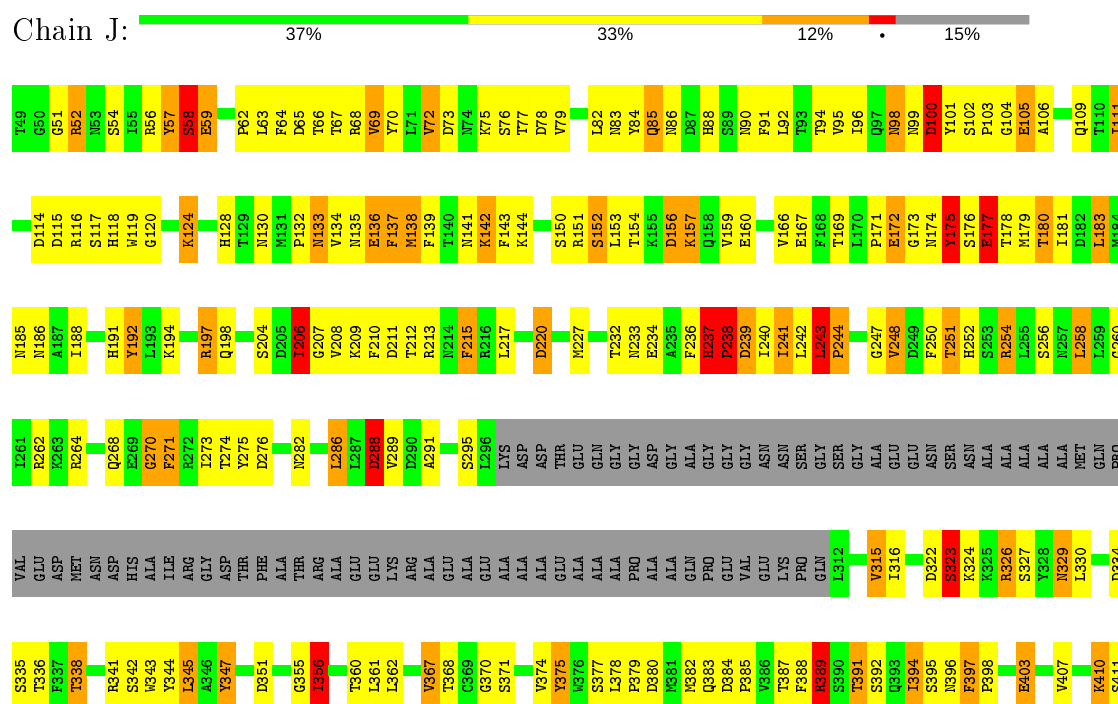 Chain J:
37% 33% 12% • 15%
T49 G50 G51 R52 N53 S54 I55 R56 Y57 S58 E59 P62 L63 F64 D65 T66 T67 R68 V69 Y70 L71 V72 D73 N74 K75 S76 T77 D78 V79 L82 N83 Y84 Q85 N86 D87 H88 S89 N90 F91 L92 T93 T94 V95 I96 Q97 N98 N99 D100 Y101 S102 P103 G104 E105 A106 Q109 T110 I111
D114 D115 R116 S117 H118 W119 G120 K124 H128 T129 N130 M131 P132 N133 V134 N135 E136 F137 M138 F139 T140 N141 K142 F143 K144 S150 R151 S152 L153 T154 K155 D156 K157 Q158 V159 E160 V166 E167 F168 T169 L170 P171 E172 G173 N174 Y175 S176 E177 T178 M179 T180 I181 D182 L183 M184
N185 N186 A187 I188 H191 Y192 L193 K194 R197 Q198 S204 D205 I206 G207 V208 K209 F210 D211 T212 R213 N214 F215 R216 L217 D220 M227 T232 N233 E234 A235 F236 H237 P238 D239 I240 I241 L242 L243 P244 G247 V248 D249 F250 T251 H252 S253 R254 L255 S256 N257 L258 L259 G260
I261 R262 K263 R264 Q268 E269 G270 F271 R272 I273 T274 Y275 D276 N282 L286 L287 D288 V289 D290 A291 S295 L296 LYS ASP ASP THR GLU GLN GLY GLY ASP GLY ALA GLY GLY GLY ASN ASN SER GLY SER GLY ALA GLU GLU ASN SER ASN ALA ALA ALA ALA ALA MET GLN PRO
VAL GLU ASP MET ASN ASP HIS ALA ILE ARG GLY ASP THR PHE ALA THR ARG ALA GLU GLU LYS ARG ALA GLU ALA GLU ALA ALA ALA ALA GLU ALA ALA ALA GLN PRO GLU VAL GLU LYS PRO GLN L312 V315 I316 D322 S323 K324 K325 R326 S327 Y328 N329 L330
S335 T336 F337 T338 R341 S342 W343 Y344 L345 A346 Y347 D351 G355 I356 T360 L361 L362 V367 T368 C369 G370 S371 V374 Y375 W376 S377 L378 P379 D380 M381 M382 Q383 D384 P385 V386 T387 F388 R389 S390 T391 S392 Q393 I394 S395 N396 F397 P398 E403 V407 K410 S411